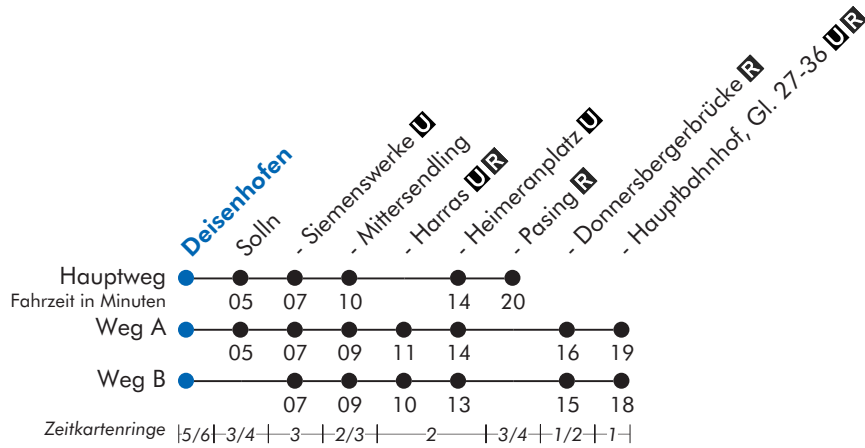 Deisenhofen
Solln
- Siemenswerke U
- Mittersendling
- Harras U R
- Heimeranplatz U
- Pasing R
- Donnersbergerbrücke R
- Hauptbahnhof, Gl. 27-36 U R
Hauptweg
Fahrzeit in Minuten 05 07 10 14 20
Weg A
05 07 09 11 14 16 19
Weg B
07 09 10 13 15 18
Zeitkartenringe 5/6 3/4 3 2/3 2 3/4 1/2 1